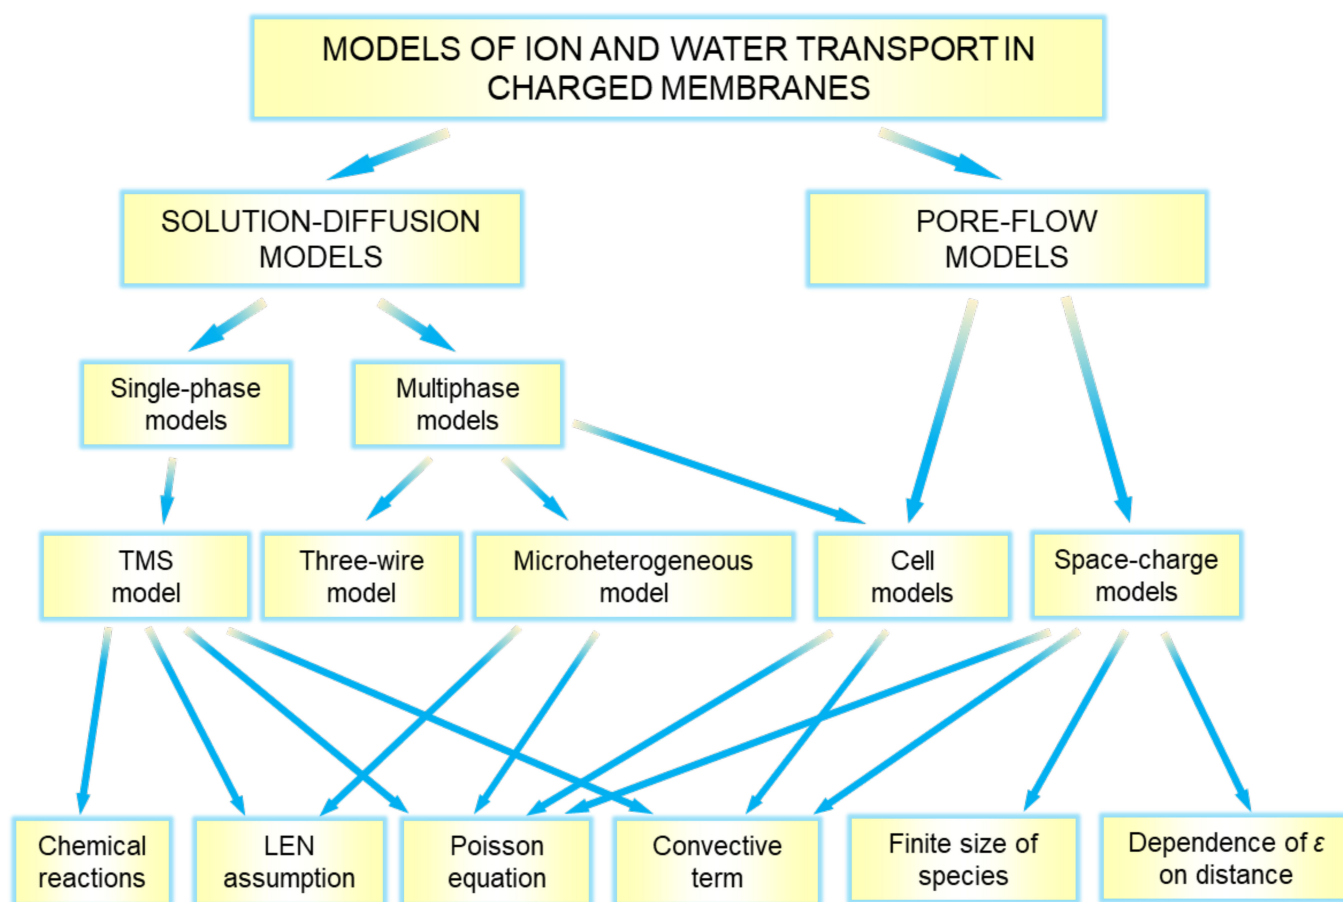 MODELS OF ION AND WATER TRANSPORT IN
CHARGED MEMBRANES
SOLUTION-DIFFUSION
MODELS
PORE-FLOW
MODELS
Single-phase
models
Multiphase
models
TMS
model
Three-wire
model
Microheterogeneous
model
Cell
models
Space-charge
models
Chemical
reactions
LEN
assumption
Poisson
equation
Convective
term
Finite size of
species
Dependence of ε
on distance